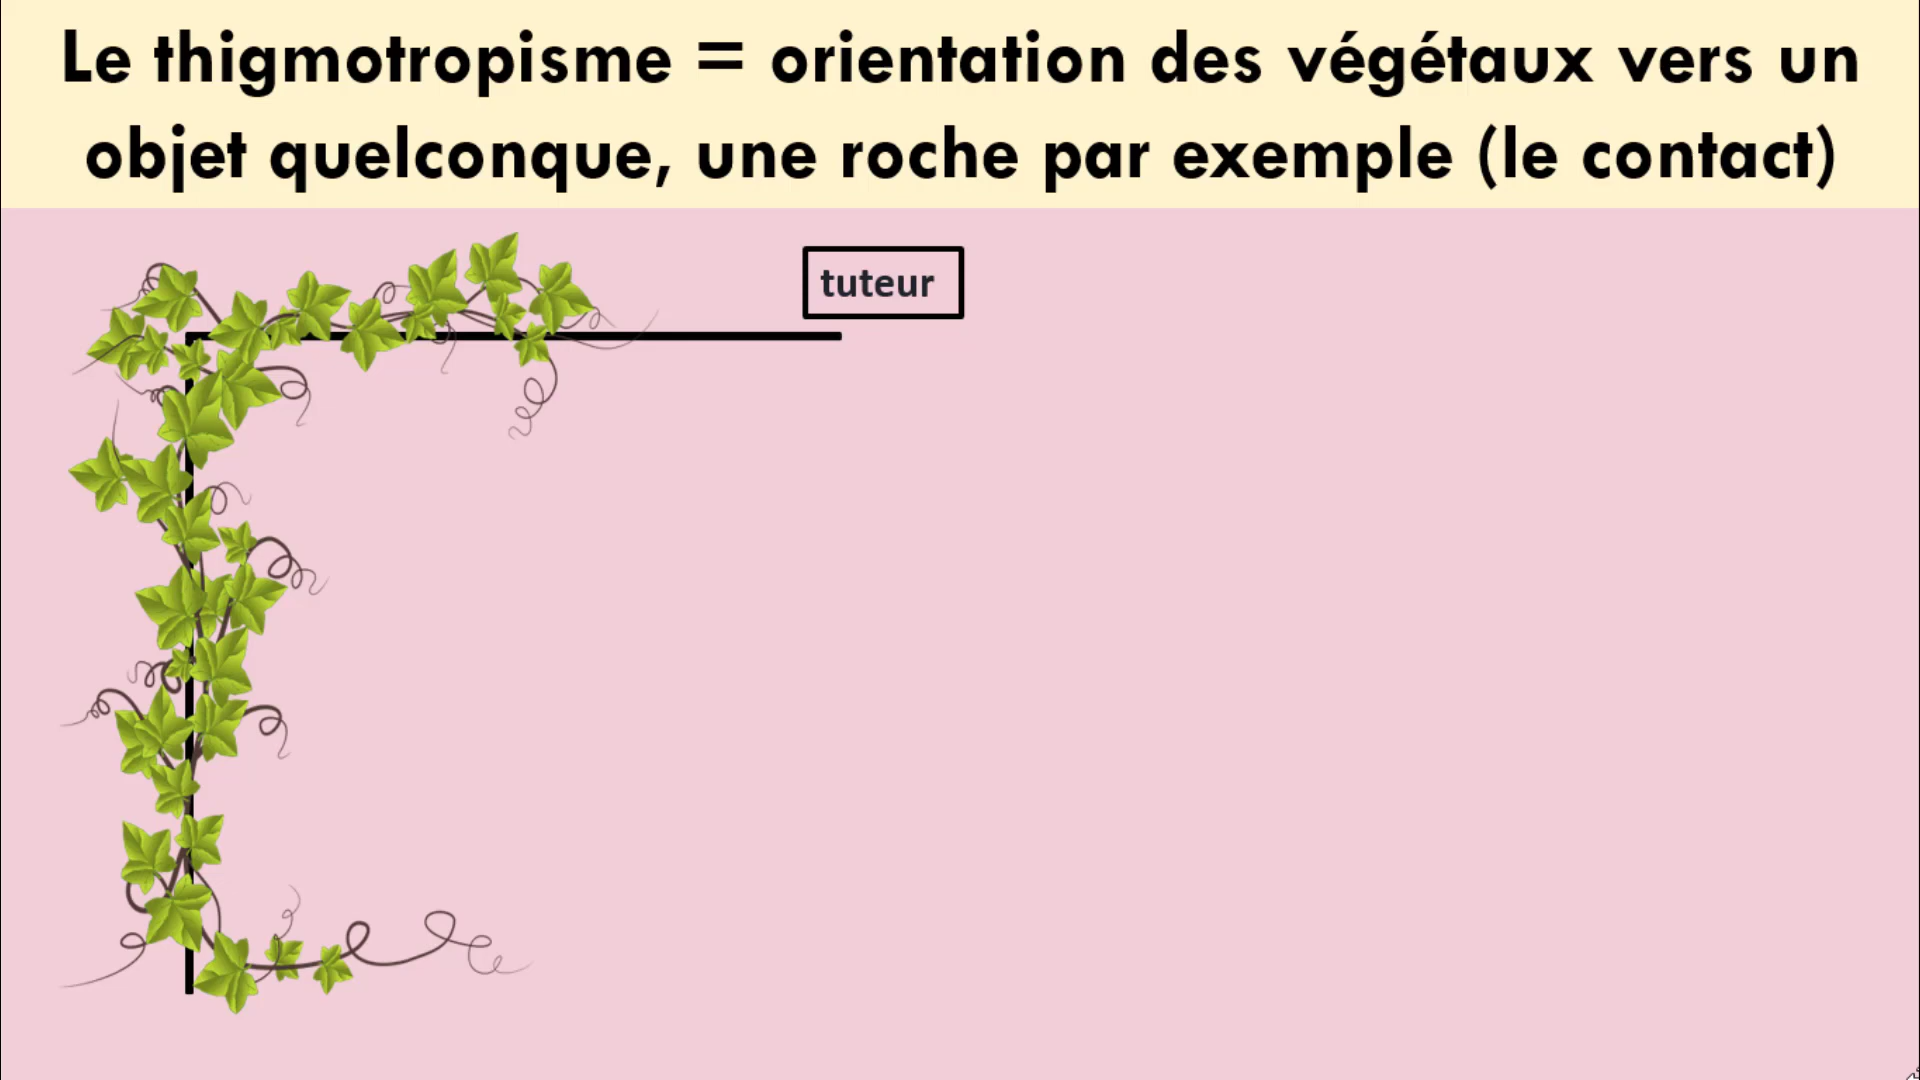 Le thigmotropisme = orientation des végétaux vers un
objet quelconque, une roche par exemple (le contact)
tuteur